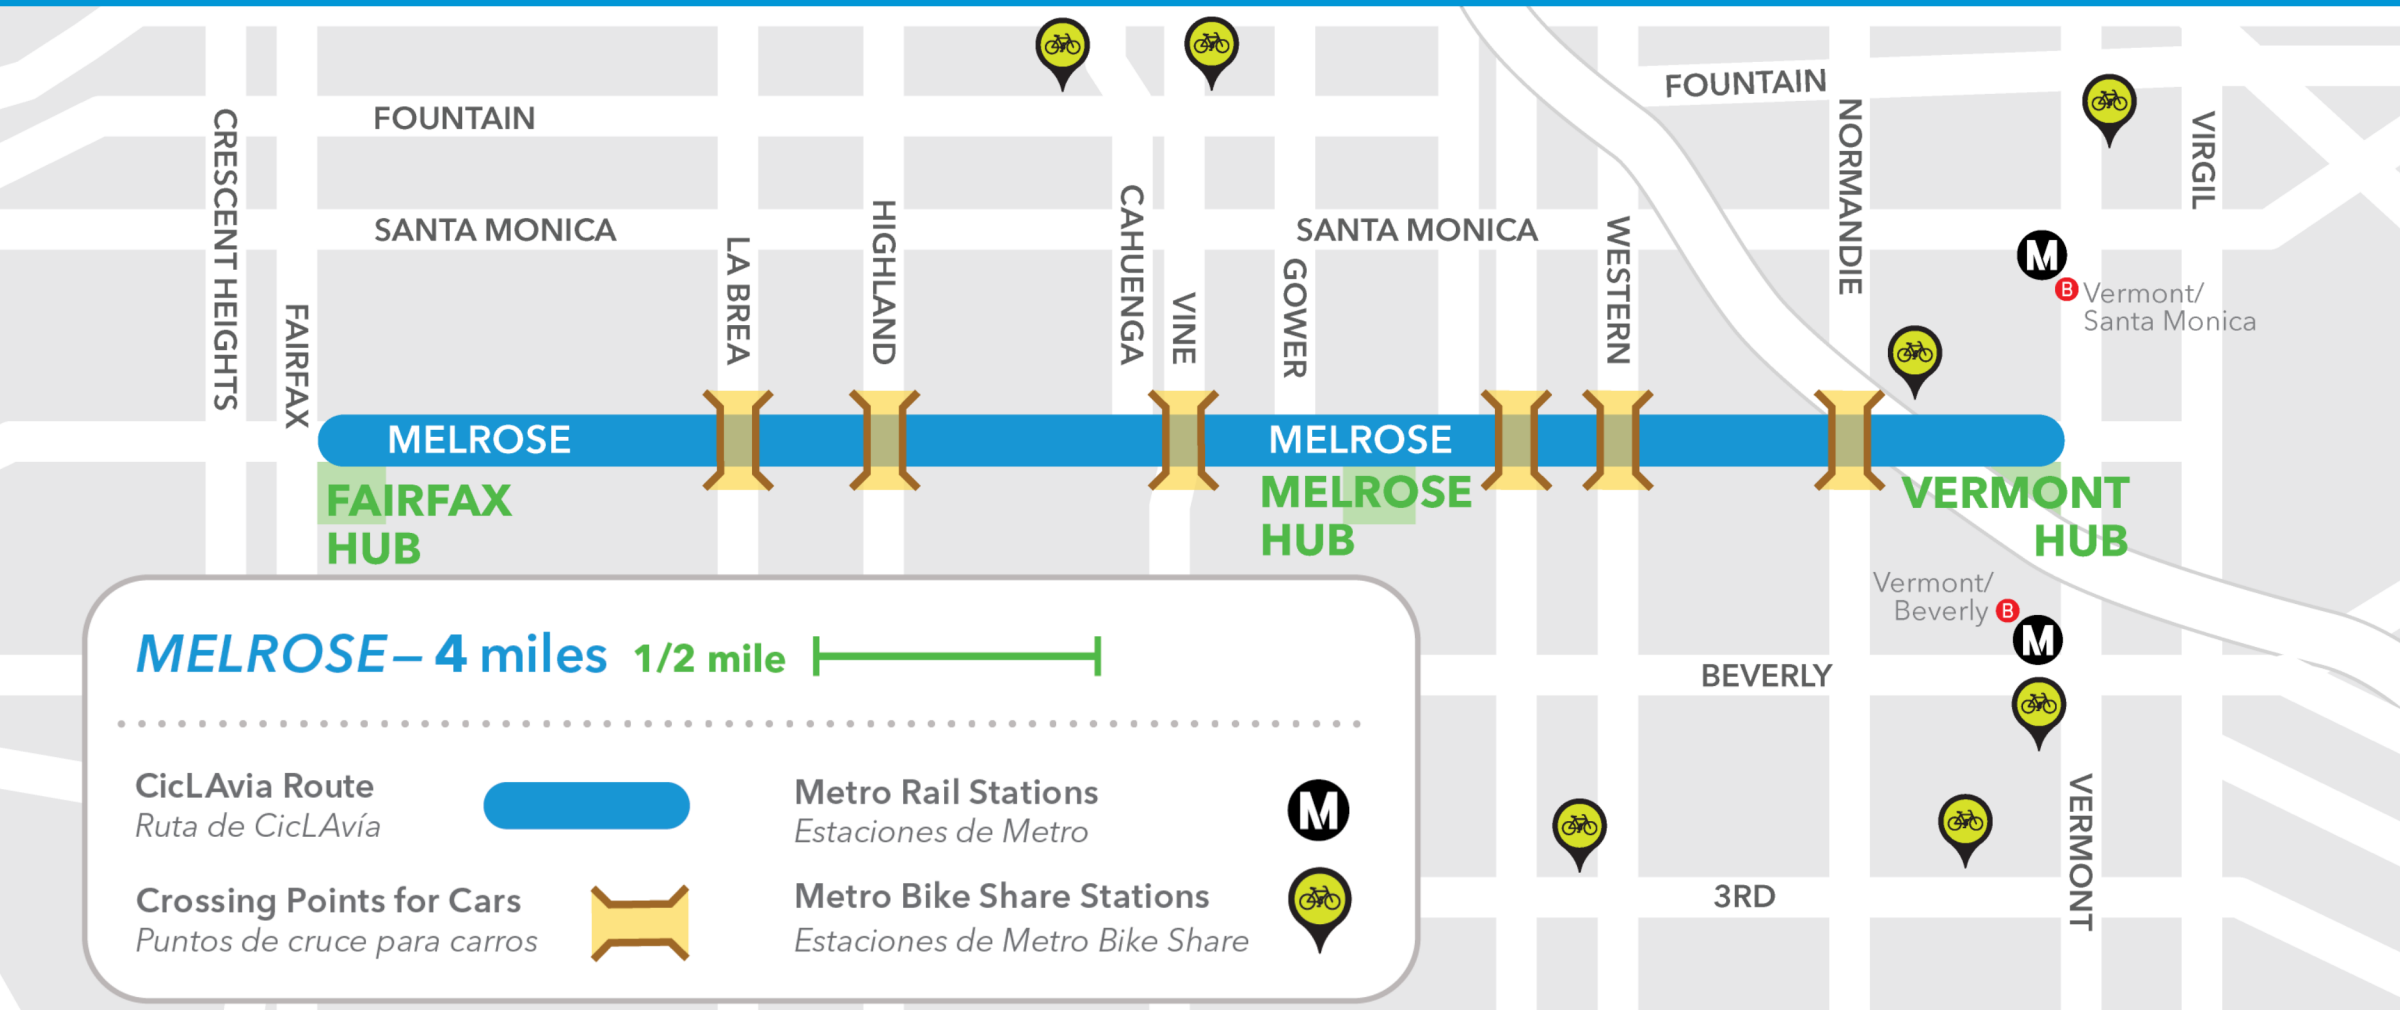 FOUNTAIN
FOUNTAIN
CRESCENT HEIGHTS
FAIRFAX
SANTA MONICA
LA BREA
HIGHLAND
CAHUENGA
VINE
GOWER
SANTA MONICA
WESTERN
NORMANDIE
VIRGIL
M
B Vermont/
Santa Monica
MELROSE
MELROSE
FAIRFAX
HUB
MELROSE
HUB
VERMONT
HUB
Vermont/
Beverly B
M
BEVERLY
3RD
VERMONT
MELROSE – 4 miles 1/2 mile
CicLAvia Route
Ruta de CicLAvía
Crossing Points for Cars
Puntos de cruce para carros
Metro Rail Stations
Estaciones de Metro
M
Metro Bike Share Stations
Estaciones de Metro Bike Share